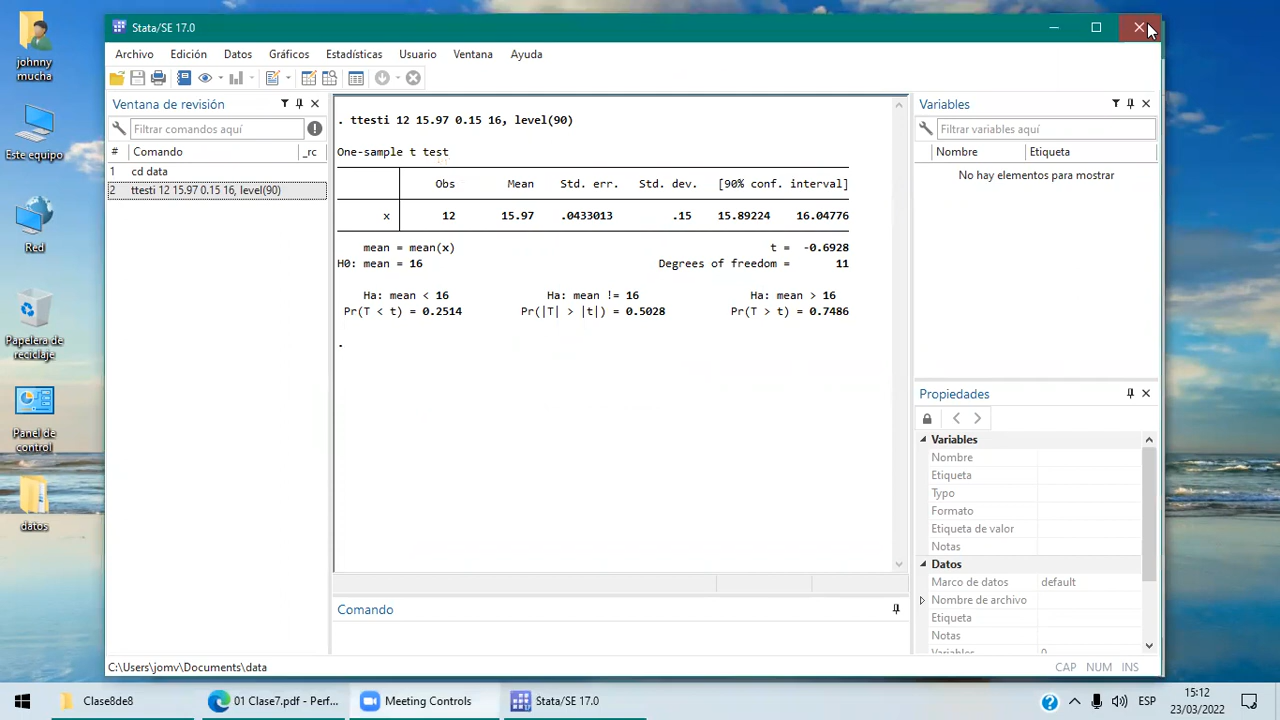 johnny
mucha
Este equipo
Red
Papelera de
reciclaje
Panel de
control
datos
Stata/SE 17.0
Archivo Edición Datos Gráficos Estadísticas Usuario Ventana Ayuda
Ventana de revisión
Filtrar comandos aquí
# Comando _rc
1 cd data
2 ttesti 12 15.97 0.15 16, level(90)
. ttesti 12 15.97 0.15 16, level(90)
One-sample t test
Obs Mean Std. err. Std. dev. [90% conf. interval]
x 12 15.97 .0433013 .15 15.89224 16.04776
mean = mean(x) t = -0.6928
H0: mean = 16 Degrees of freedom = 11
Ha: mean < 16 Ha: mean != 16 Ha: mean > 16
Pr(T < t) = 0.2514 Pr(|T| > |t|) = 0.5028 Pr(T > t) = 0.7486
.
Comando
Variables
Filtrar variables aquí
Nombre Etiqueta
No hay elementos para mostrar
Propiedades
Variables
Nombre
Etiqueta
Typo
Formato
Etiqueta de valor
Notas
Datos
Marco de datos default
Nombre de archivo
Etiqueta
Notas
Variables 0
C:\Users\jomv\Documents\data
CAP NUM INS
Clase8de8
01 Clase7.pdf - Perf...
Meeting Controls
Stata/SE 17.0
ESP
15:12
23/03/2022